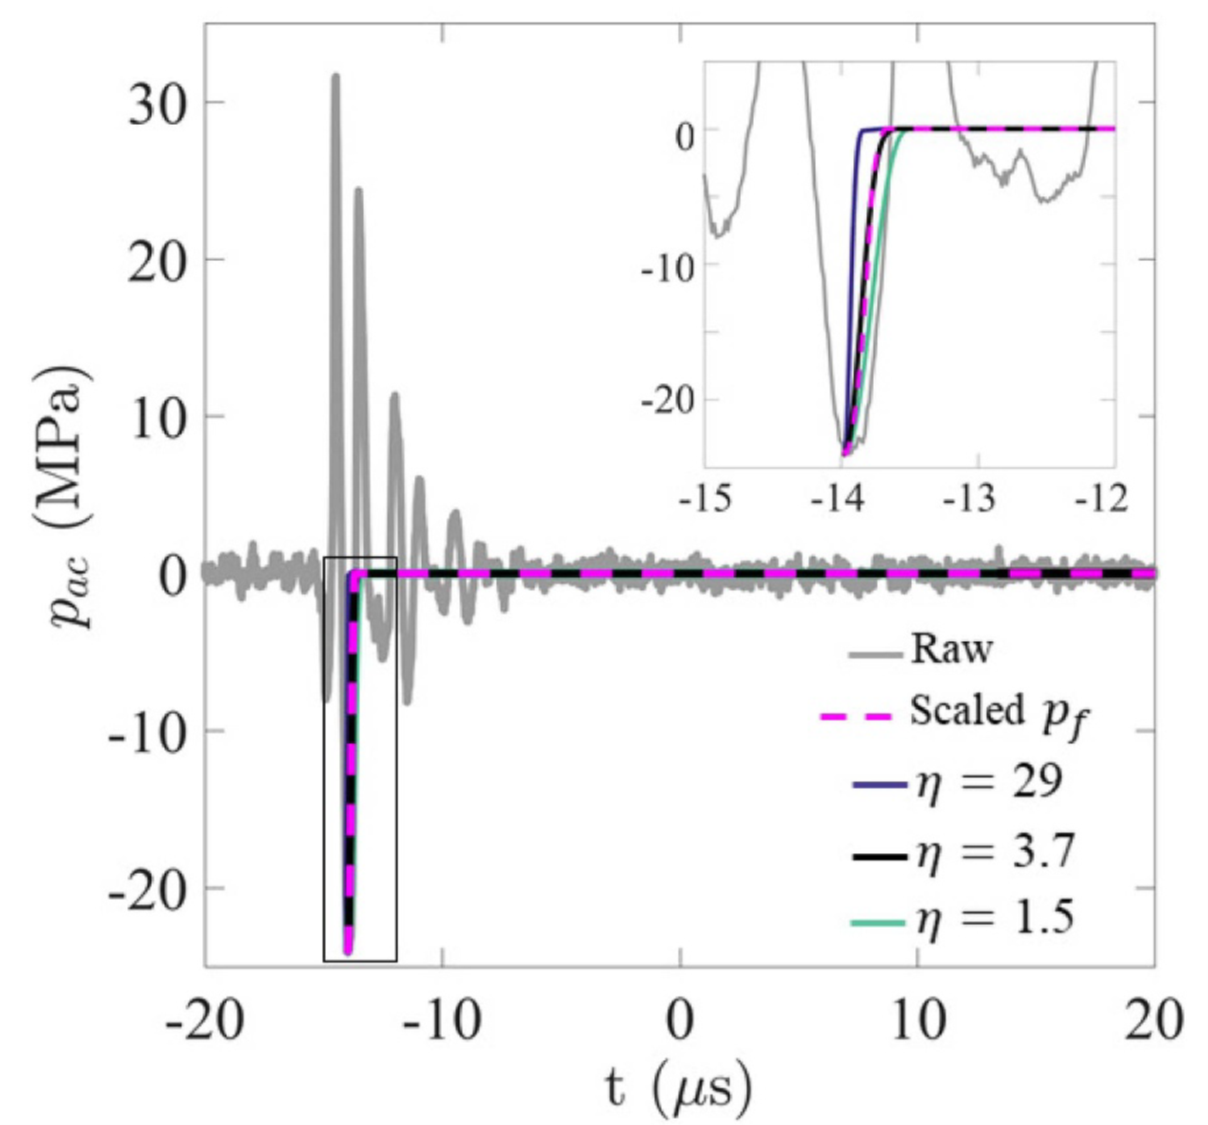 30
20
10
0
-10
-20
p_ac (MPa)
0
-10
-20
-15 -14 -13 -12
Raw
Scaled p_f
η = 29
η = 3.7
η = 1.5
-20 -10 0 10 20
t (μs)